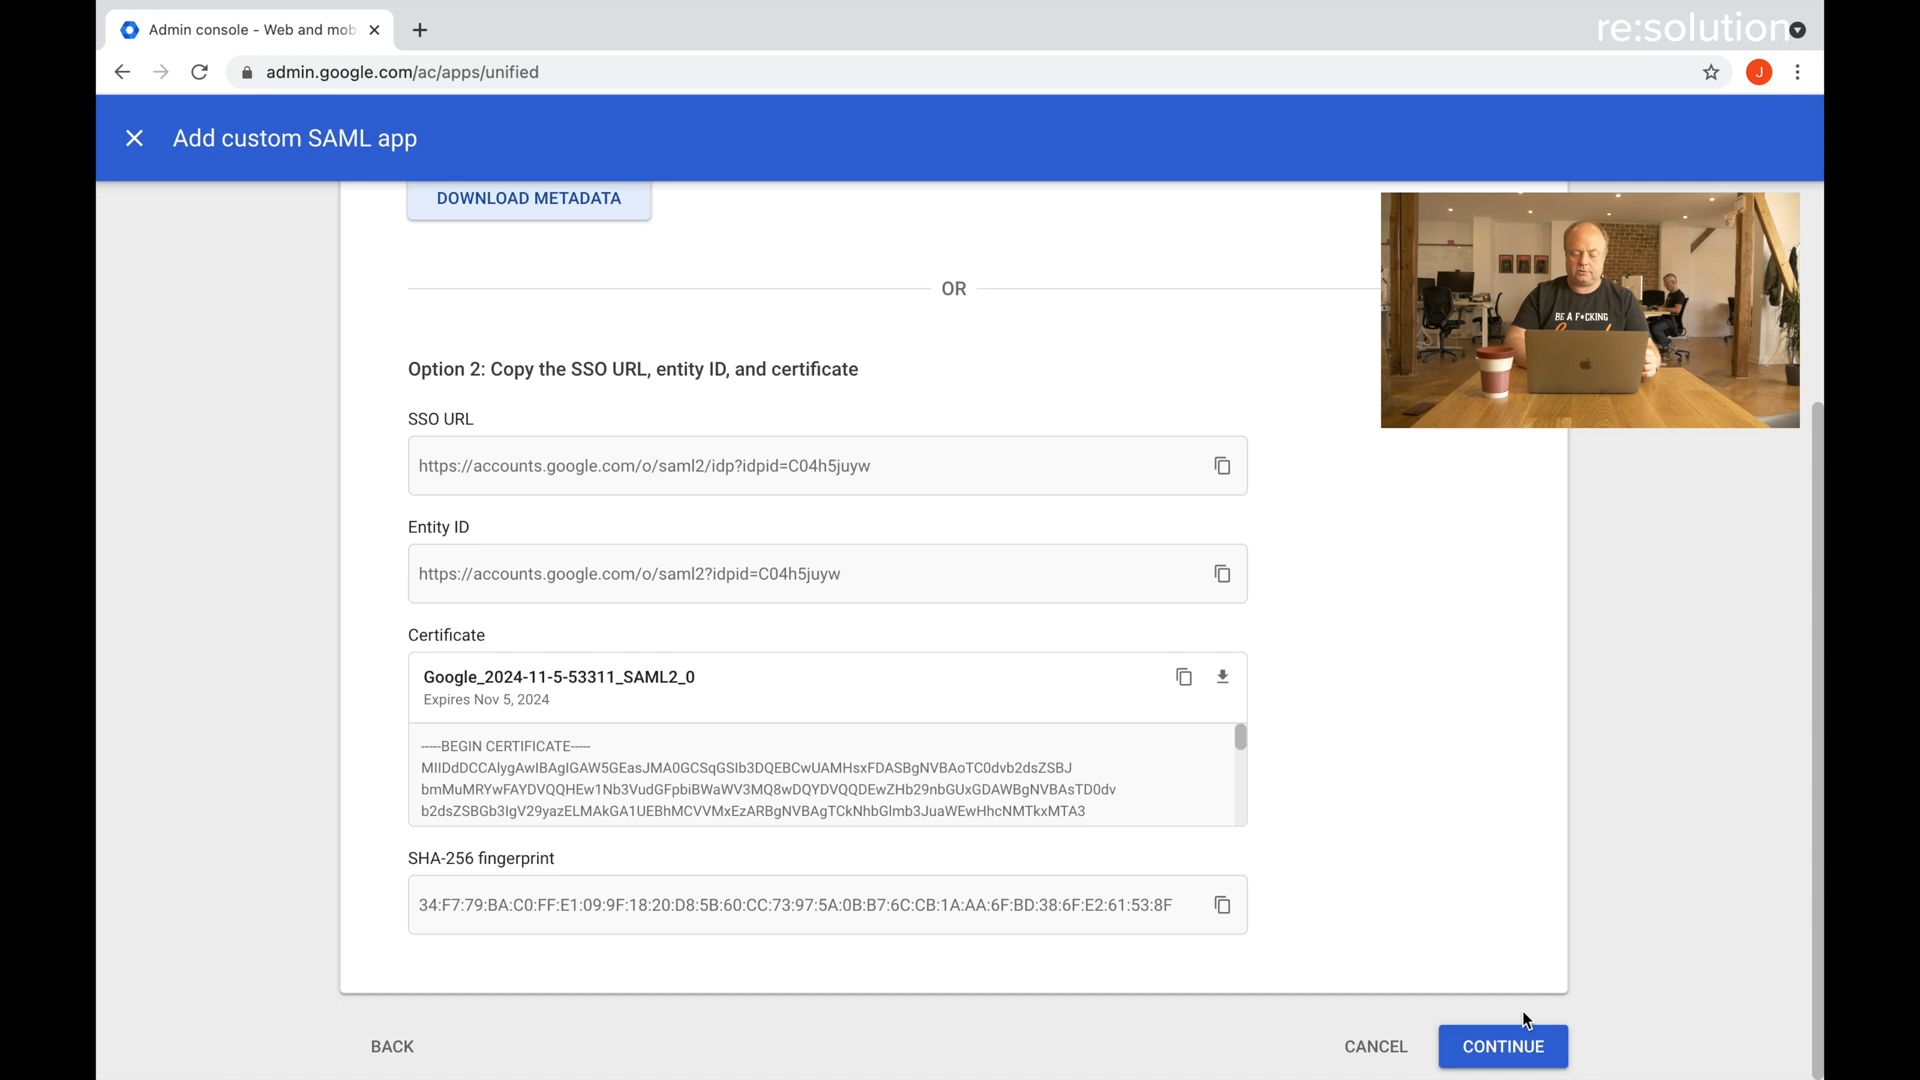 Admin console - Web and mob
re:solution
admin.google.com/ac/apps/unified
J
Add custom SAML app
DOWNLOAD METADATA
OR
BE A F*CKING
Option 2: Copy the SSO URL, entity ID, and certificate
SSO URL
https://accounts.google.com/o/saml2/idp?idpid=C04h5juyw
Entity ID
https://accounts.google.com/o/saml2?idpid=C04h5juyw
Certificate
Google_2024-11-5-53311_SAML2_0
Expires Nov 5, 2024
-----BEGIN CERTIFICATE-----
MIIDdDCCAlygAwIBAgIGAW5GEasJMA0GCSqGSIb3DQEBCwUAMHsxFDASBgNVBAoTC0dvb2dsZSBJ
bmMuMRYwFAYDVQQHEw1Nb3VudGFpbiBWaWV3MQ8wDQYDVQQDEwZHb29nbGUxGDAWBgNVBAsTD0dv
b2dsZSBGb3IgV29yazELMAkGA1UEBhMCVVMxEzARBgNVBAgTCkNhbGlmb3JuaWEwHhcNMTkxMTA3
SHA-256 fingerprint
34:F7:79:BA:C0:FF:E1:09:9F:18:20:D8:5B:60:CC:73:97:5A:0B:B7:6C:CB:1A:AA:6F:BD:38:6F:E2:61:53:8F
BACK
CANCEL
CONTINUE